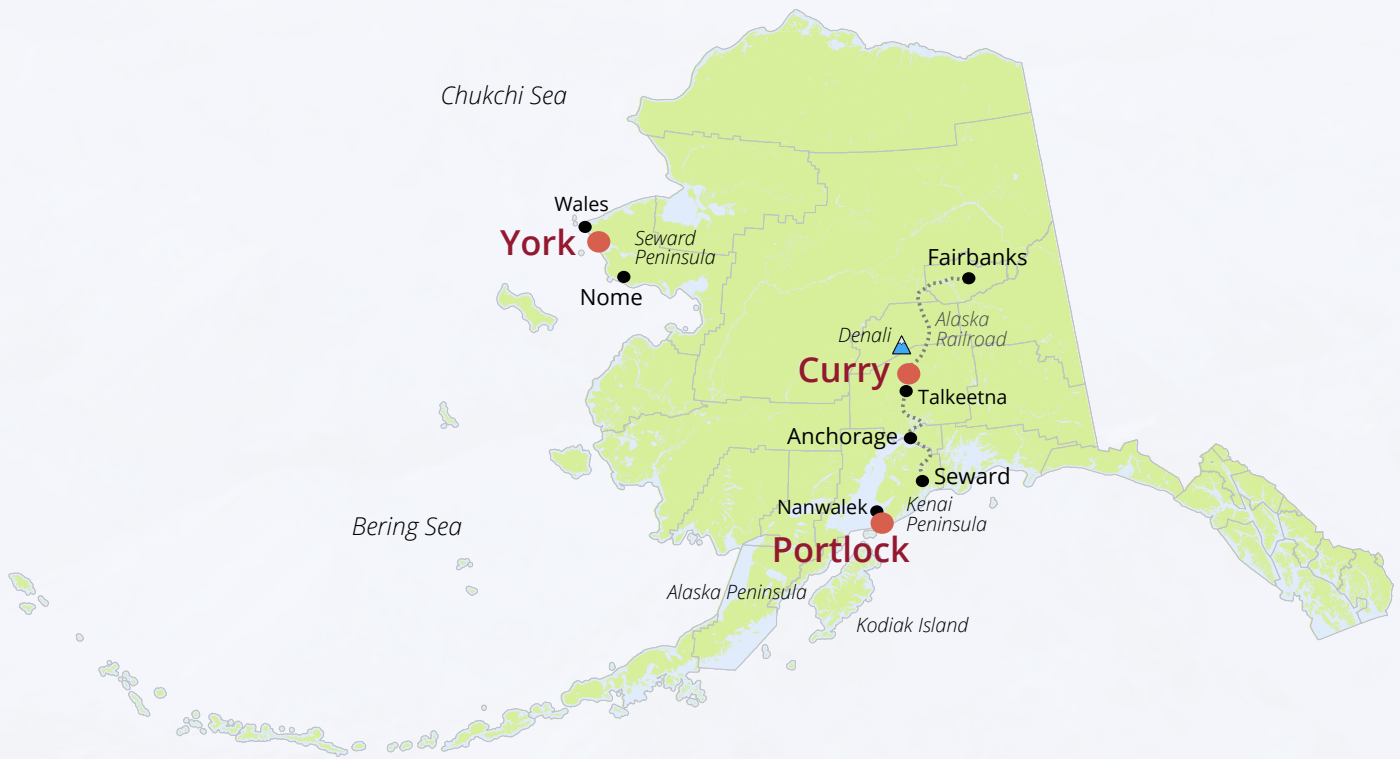 Chukchi Sea
Wales
York
Seward
Peninsula
Nome
Fairbanks
Alaska
Railroad
Denali
Curry
Talkeetna
Anchorage
Seward
Nanwalek
Kenai
Peninsula
Portlock
Bering Sea
Alaska Peninsula
Kodiak Island